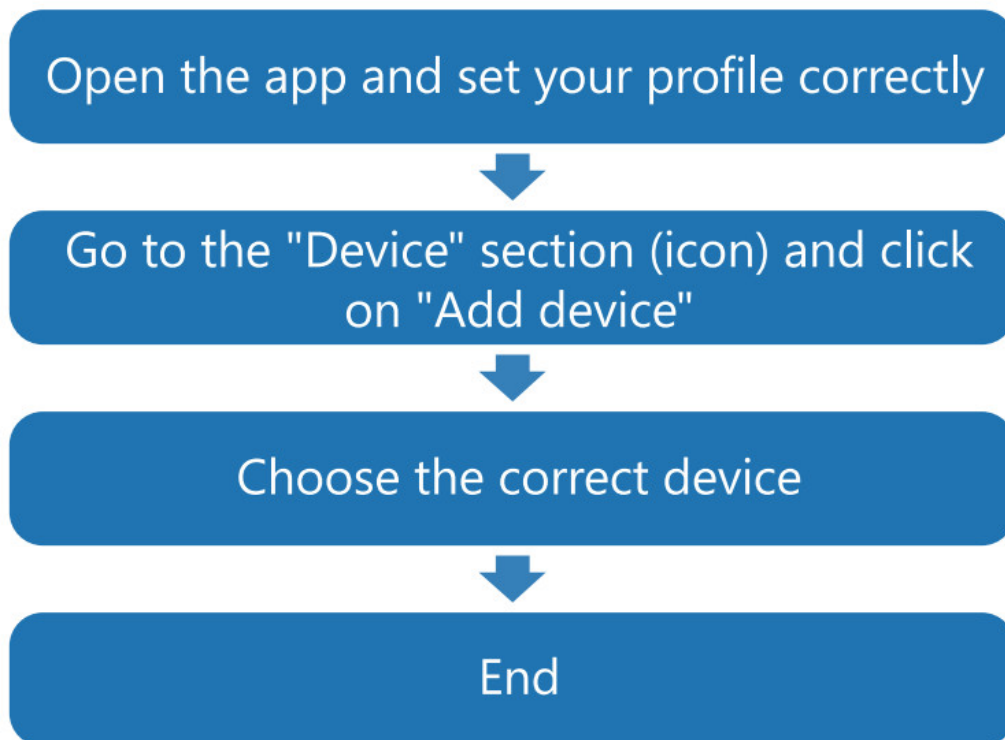 Open the app and set your profile correctly
Go to the "Device" section (icon) and click
on "Add device"
Choose the correct device
End